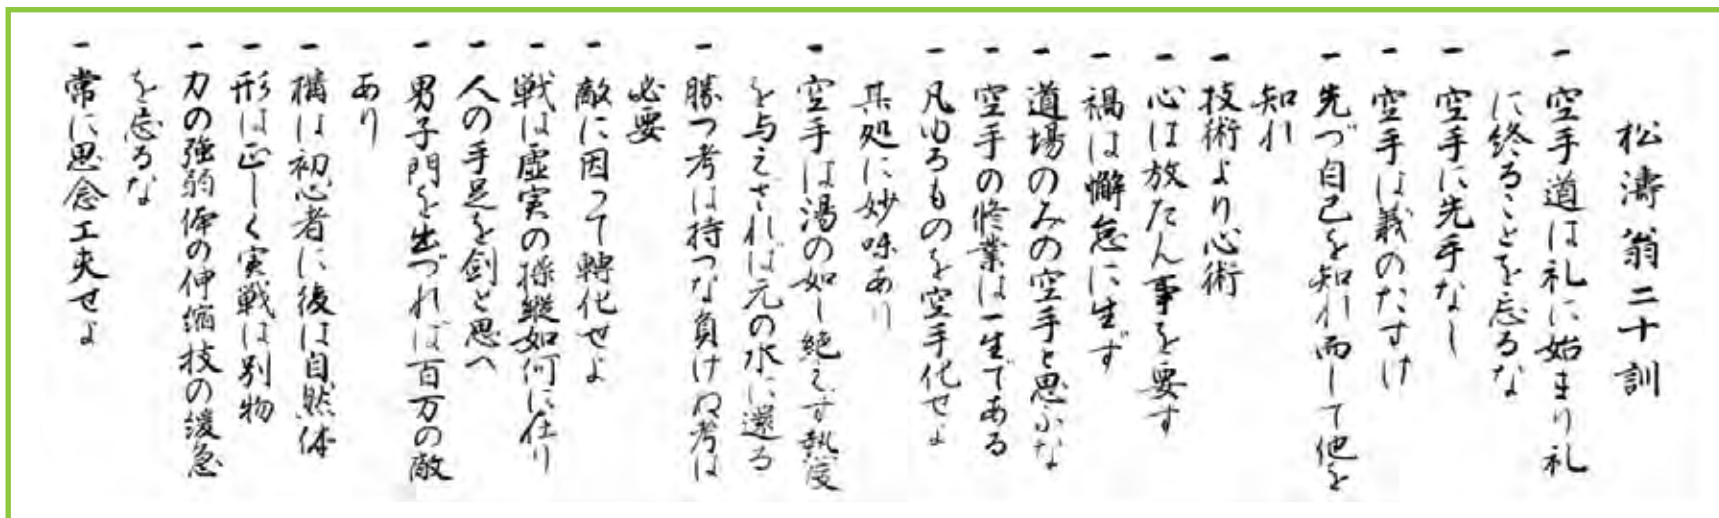 松濤翁二十訓
一 空手道は礼に始まり礼
に終ることを忘るな
一 空手に先手なし
一 空手は義のたすけ
一 先づ自己を知れ而して他を
知れ
一 技術より心術
一 心は放たん事を要す
一 禍は懈怠に生ず
一 道場のみの空手と思ふな
一 空手の修業は一生である
一 凡ゆるものを空手化せよ
其処に妙味あり
一 空手は湯の如し絶えず熱度
を与えざれば元の水に還る
一 勝つ考は持つな負けぬ考は
必要
一 敵に因って轉化せよ
一 戦は虚実の操縦如何に在り
一 人の手足を剣と思へ
一 男子門を出づれば百万の敵
あり
一 構は初心者に後は自然体
一 形は正しく実戦は別物
一 力の強弱体の伸縮技の緩急
を忘るな
一 常に思念工夫せよ